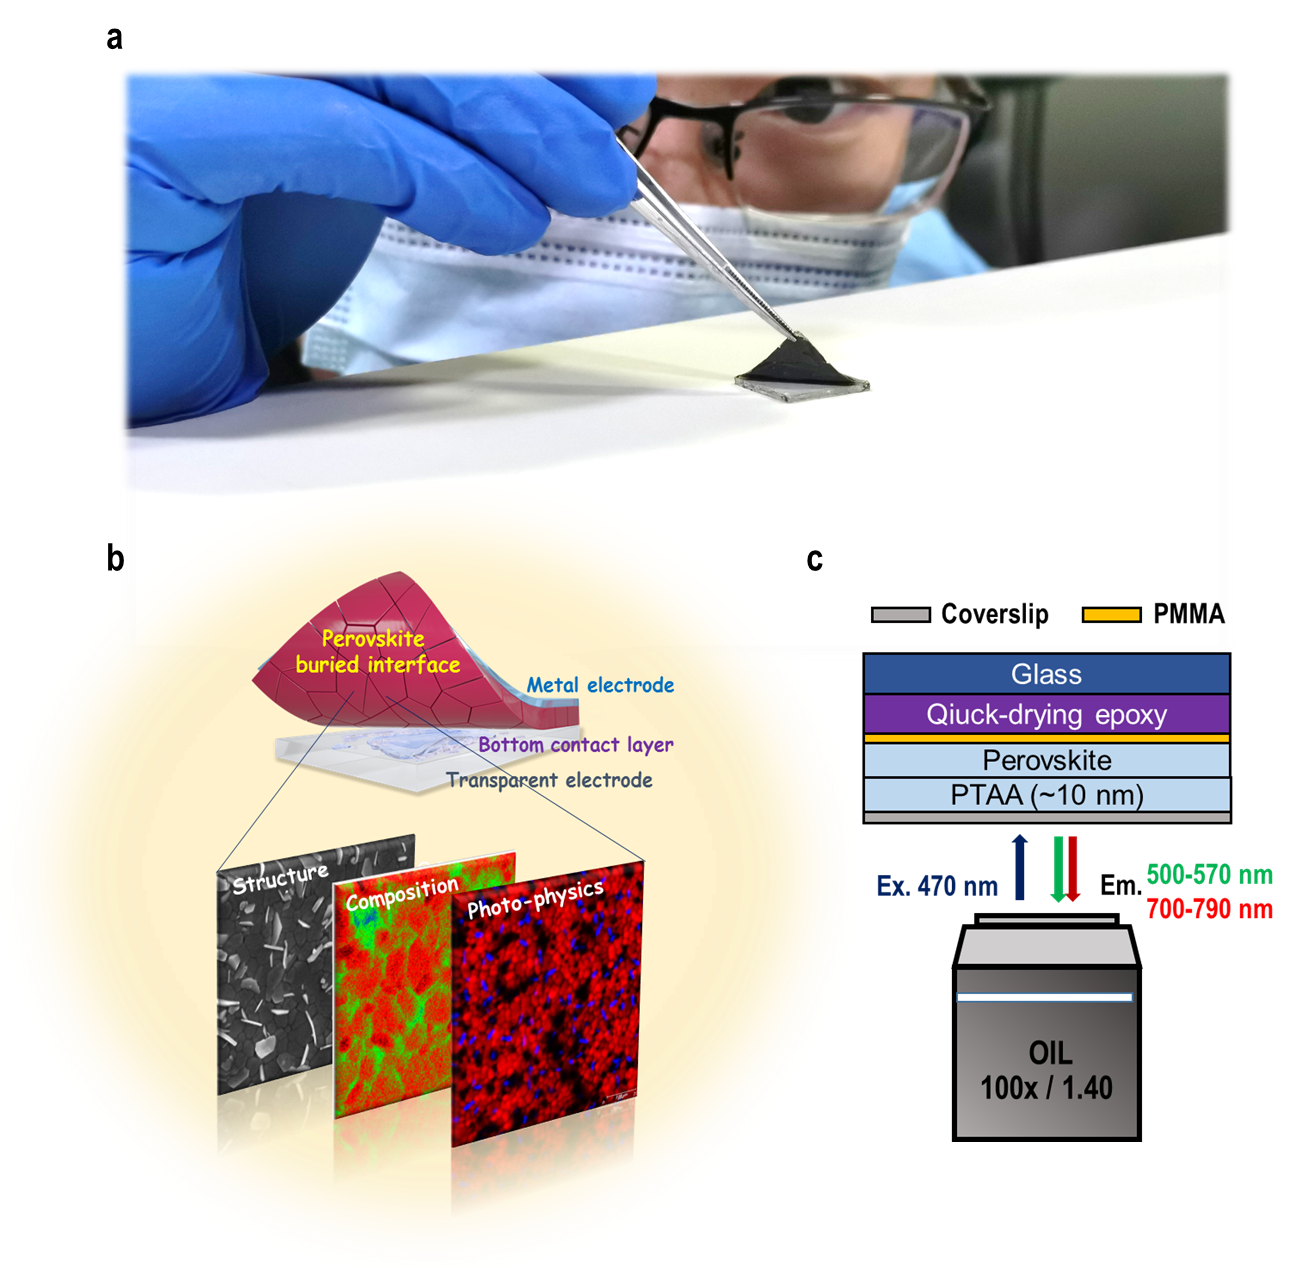 a
b
Perovskite
buried interface
Metal electrode
Bottom contact layer
Transparent electrode
Structure
Composition
Photo-physics
c
Coverslip
PMMA
Glass
Qiuck-drying epoxy
Perovskite
PTAA (~10 nm)
Ex. 470 nm
Em. 500-570 nm
700-790 nm
OIL
100x / 1.40